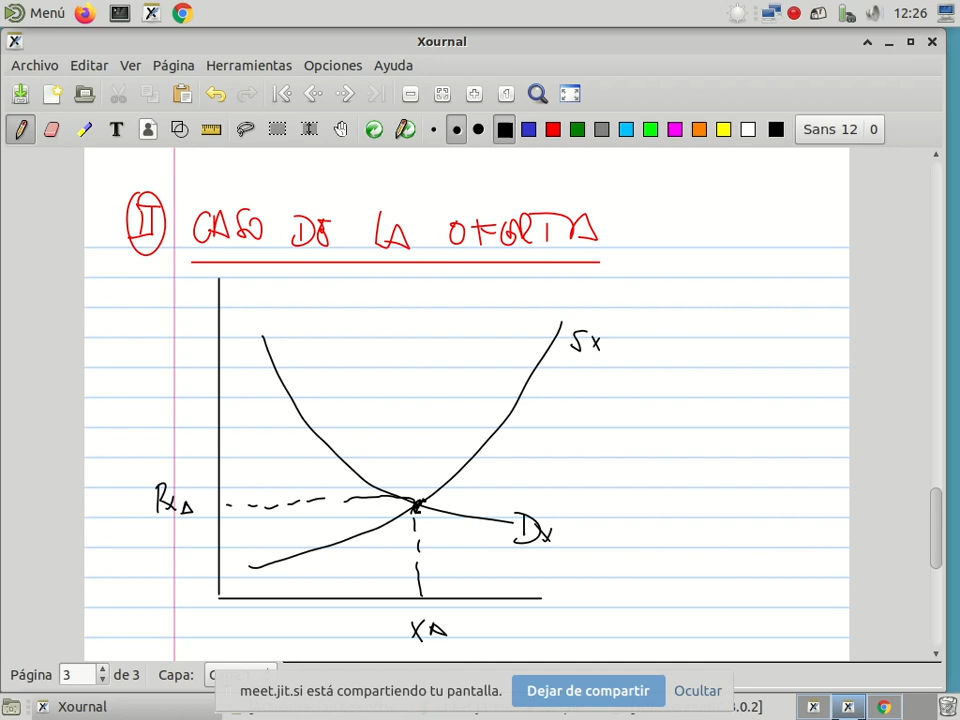 Menú
12:26
Xournal
Archivo Editar Ver Página Herramientas Opciones Ayuda
Sans 12 0
II CASO DE LA OFERTA
Sx
PxA
Dx
XA
Página 3 de 3 Capa:
meet.jit.si está compartiendo tu pantalla. Dejar de compartir Ocultar
Xournal